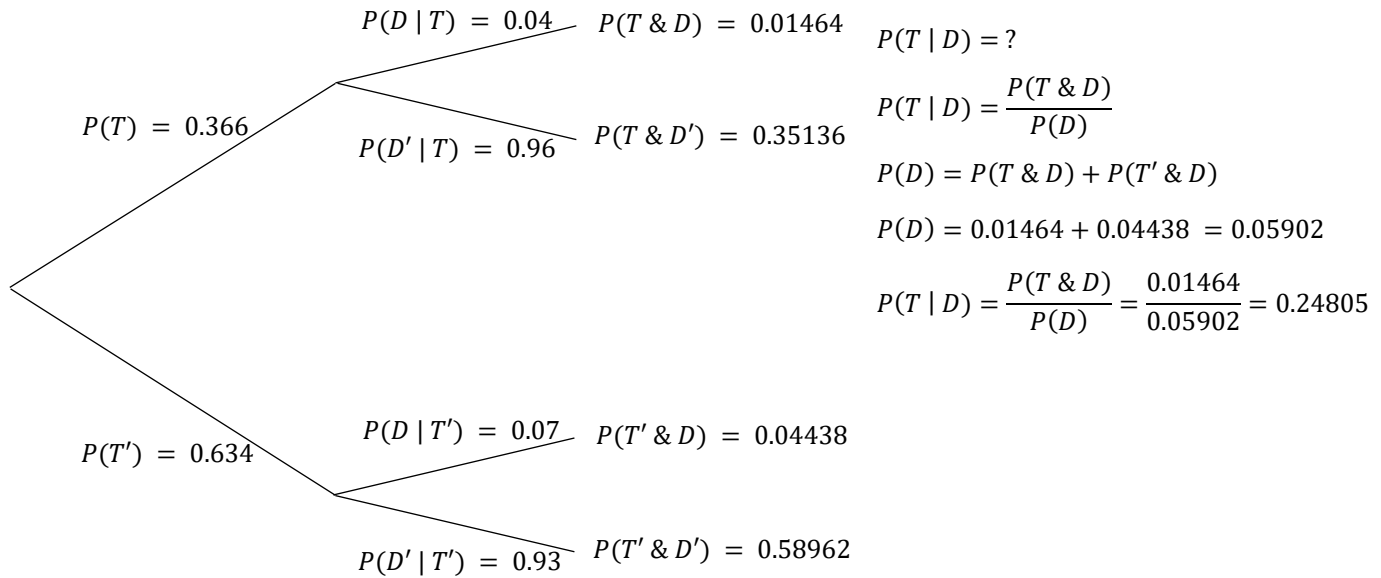 P(D | T) = 0.04
P(T & D) = 0.01464
P(T) = 0.366
P(D′ | T) = 0.96
P(T & D′) = 0.35136
P(T′) = 0.634
P(D | T′) = 0.07
P(T′ & D) = 0.04438
P(D′ | T′) = 0.93
P(T′ & D′) = 0.58962
P(T | D) = ?
P(T | D) = P(T & D) / P(D)
P(D) = P(T & D) + P(T′ & D)
P(D) = 0.01464 + 0.04438 = 0.05902
P(T | D) = P(T & D) / P(D) = 0.01464 / 0.05902 = 0.24805